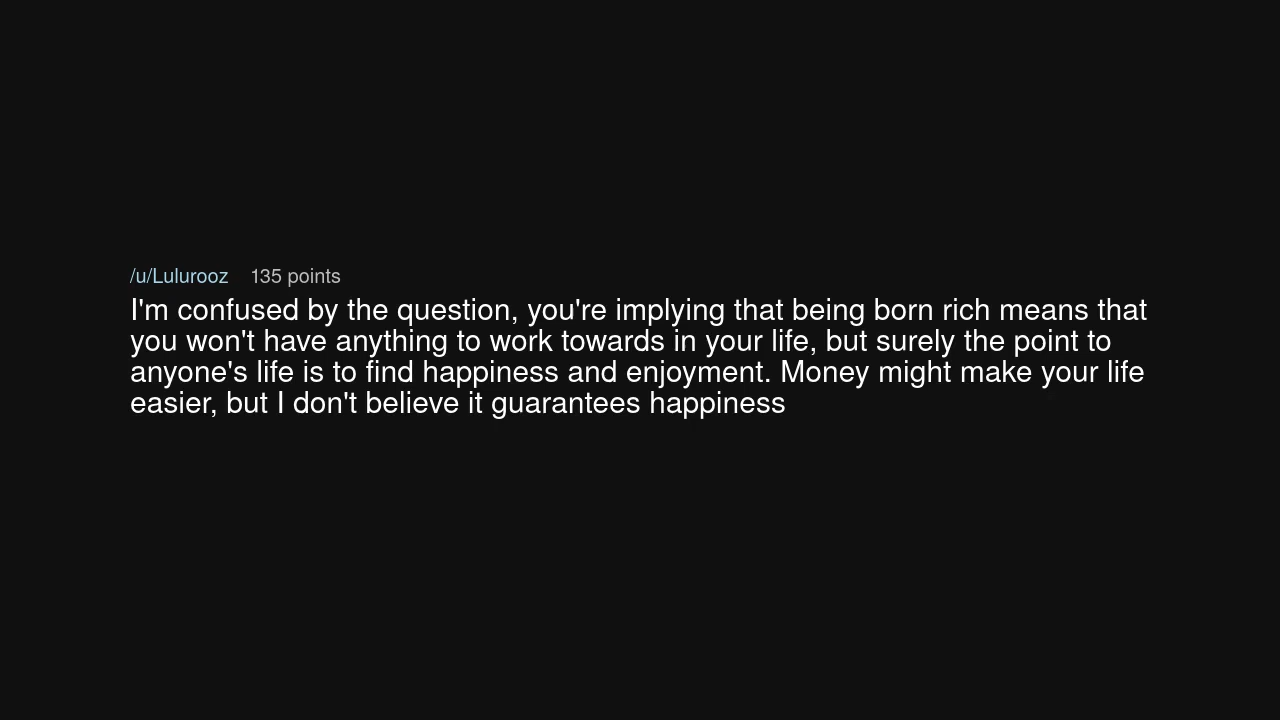 /u/Lulurooz 135 points
I'm confused by the question, you're implying that being born rich means that
you won't have anything to work towards in your life, but surely the point to
anyone's life is to find happiness and enjoyment. Money might make your life
easier, but I don't believe it guarantees happiness